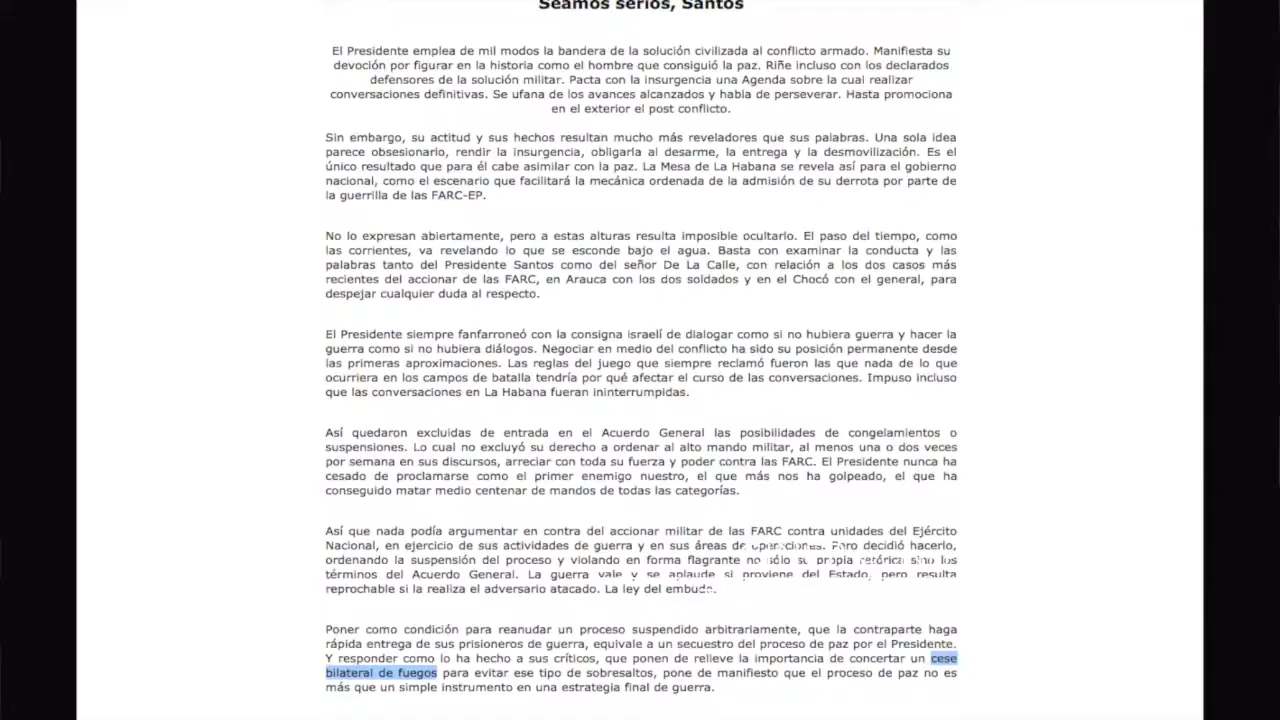 Seamos serios, Santos
El Presidente emplea de mil modos la bandera de la solución civilizada al conflicto armado. Manifiesta su
devoción por figurar en la historia como el hombre que consiguió la paz. Riñe incluso con los declarados
defensores de la solución militar. Pacta con la insurgencia una Agenda sobre la cual realizar
conversaciones definitivas. Se ufana de los avances alcanzados y habla de perseverar. Hasta promociona
en el exterior el post conflicto.
Sin embargo, su actitud y sus hechos resultan mucho más reveladores que sus palabras. Una sola idea
parece obsesionarlo, rendir la insurgencia, obligarla al desarme, la entrega y la desmovilización. Es el
único resultado que para él cabe asimilar con la paz. La Mesa de La Habana se revela así para el gobierno
nacional, como el escenario que facilitará la mecánica ordenada de la admisión de su derrota por parte de
la guerrilla de las FARC-EP.
No lo expresan abiertamente, pero a estas alturas resulta imposible ocultarlo. El paso del tiempo, como
las corrientes, va revelando lo que se esconde bajo el agua. Basta con examinar la conducta y las
palabras tanto del Presidente Santos como del señor De La Calle, con relación a los dos casos más
recientes del accionar de las FARC, en Arauca con los dos soldados y en el Chocó con el general, para
despejar cualquier duda al respecto.
El Presidente siempre fanfarroneó con la consigna israelí de dialogar como si no hubiera guerra y hacer la
guerra como si no hubiera diálogos. Negociar en medio del conflicto ha sido su posición permanente desde
las primeras aproximaciones. Las reglas del juego que siempre reclamó fueron las que nada de lo que
ocurriera en los campos de batalla tendría por qué afectar el curso de las conversaciones. Impuso incluso
que las conversaciones en La Habana fueran ininterrumpidas.
Así quedaron excluidas de entrada en el Acuerdo General las posibilidades de congelamientos o
suspensiones. Lo cual no excluyó su derecho a ordenar al alto mando militar, al menos una o dos veces
por semana en sus discursos, arreciar con toda su fuerza y poder contra las FARC. El Presidente nunca ha
cesado de proclamarse como el primer enemigo nuestro, el que más nos ha golpeado, el que ha
conseguido matar medio centenar de mandos de todas las categorías.
Así que nada podía argumentar en contra del accionar militar de las FARC contra unidades del Ejército
Nacional, en ejercicio de sus actividades de guerra y en sus áreas de operaciones. Pero decidió hacerlo,
ordenando la suspensión del proceso y violando en forma flagrante no sólo su propia retórica sino los
términos del Acuerdo General. La guerra vale y se aplaude si proviene del Estado, pero resulta
reprochable si la realiza el adversario atacado. La ley del embudo.
Poner como condición para reanudar un proceso suspendido arbitrariamente, que la contraparte haga
rápida entrega de sus prisioneros de guerra, equivale a un secuestro del proceso de paz por el Presidente.
Y responder como lo ha hecho a sus críticos, que ponen de relieve la importancia de concertar un cese
bilateral de fuegos para evitar ese tipo de sobresaltos, pone de manifiesto que el proceso de paz no es
más que un simple instrumento en una estrategia final de guerra.